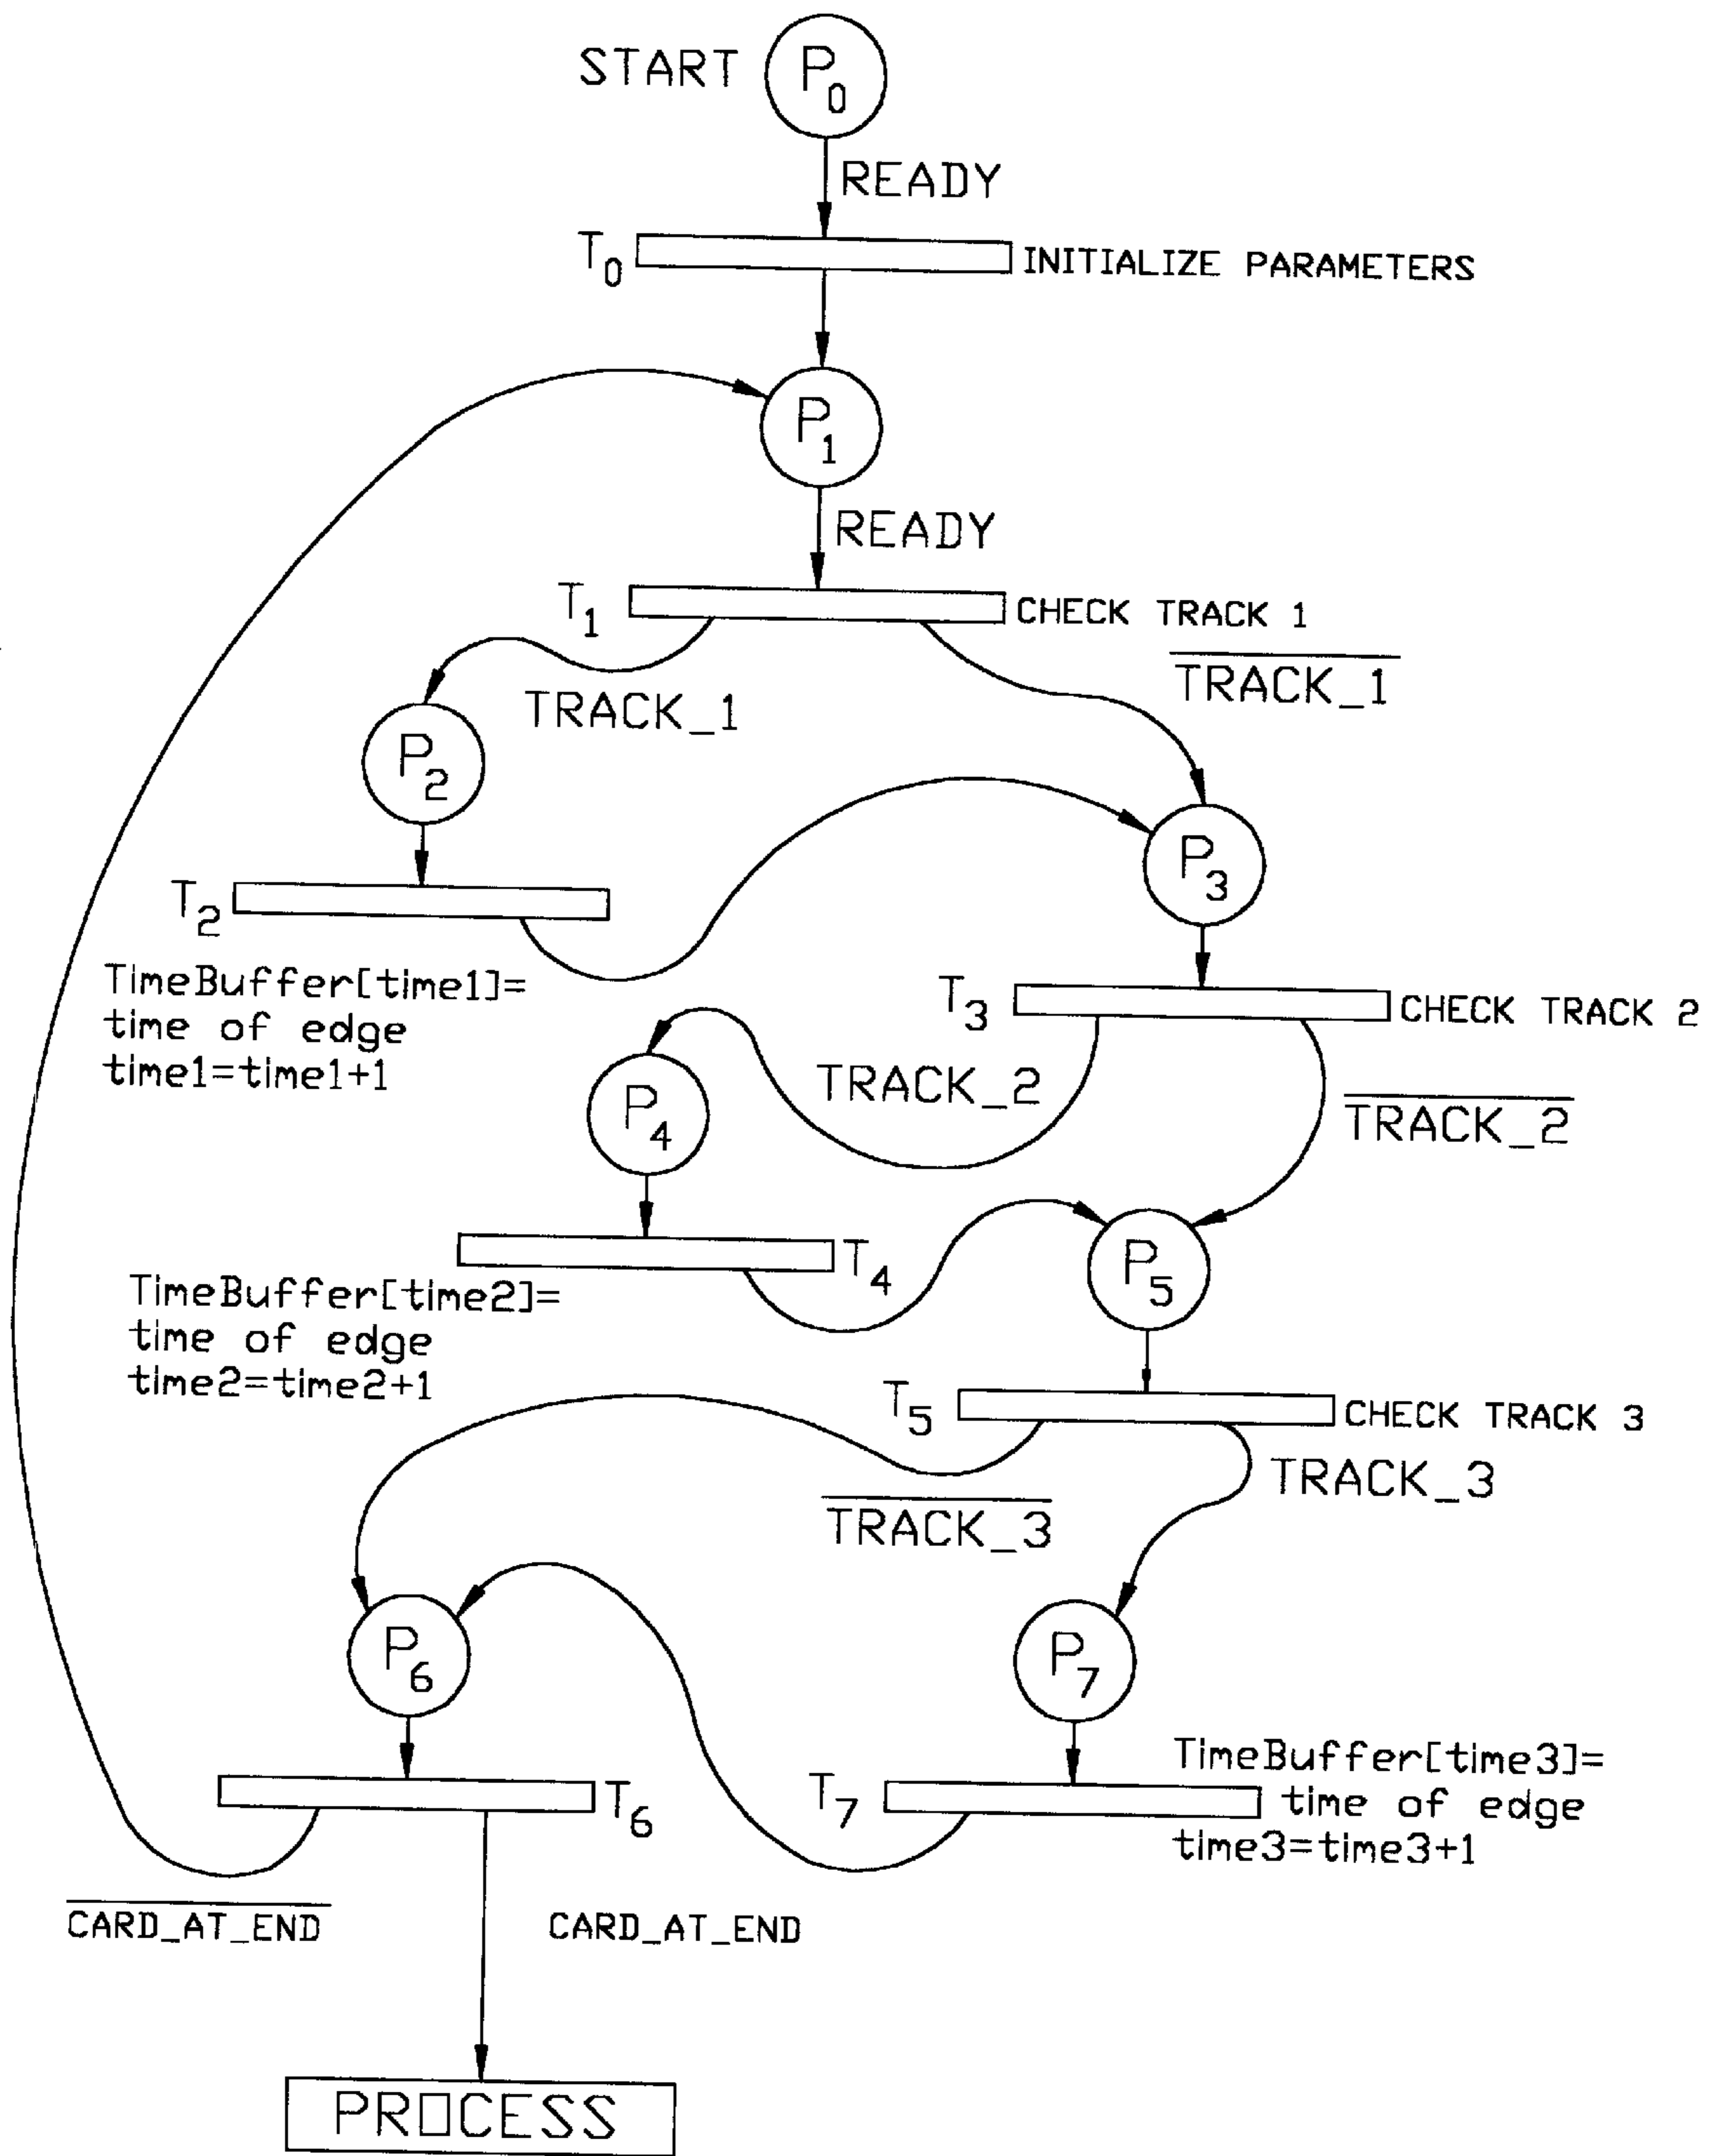 START P0
READY
T0 INITIALIZE PARAMETERS
P1
READY
T1 CHECK TRACK 1
TRACK_1
TRACK_1
P2
P3
T2
TimeBuffer[time1]=
time of edge
time1=time1+1
T3 CHECK TRACK 2
TRACK_2
TRACK_2
P4
T4
P5
TimeBuffer[time2]=
time of edge
time2=time2+1
T5 CHECK TRACK 3
TRACK_3
TRACK_3
P6
P7
T6
T7
TimeBuffer[time3]=
time of edge
time3=time3+1
CARD_AT_END
CARD_AT_END
PROCESS